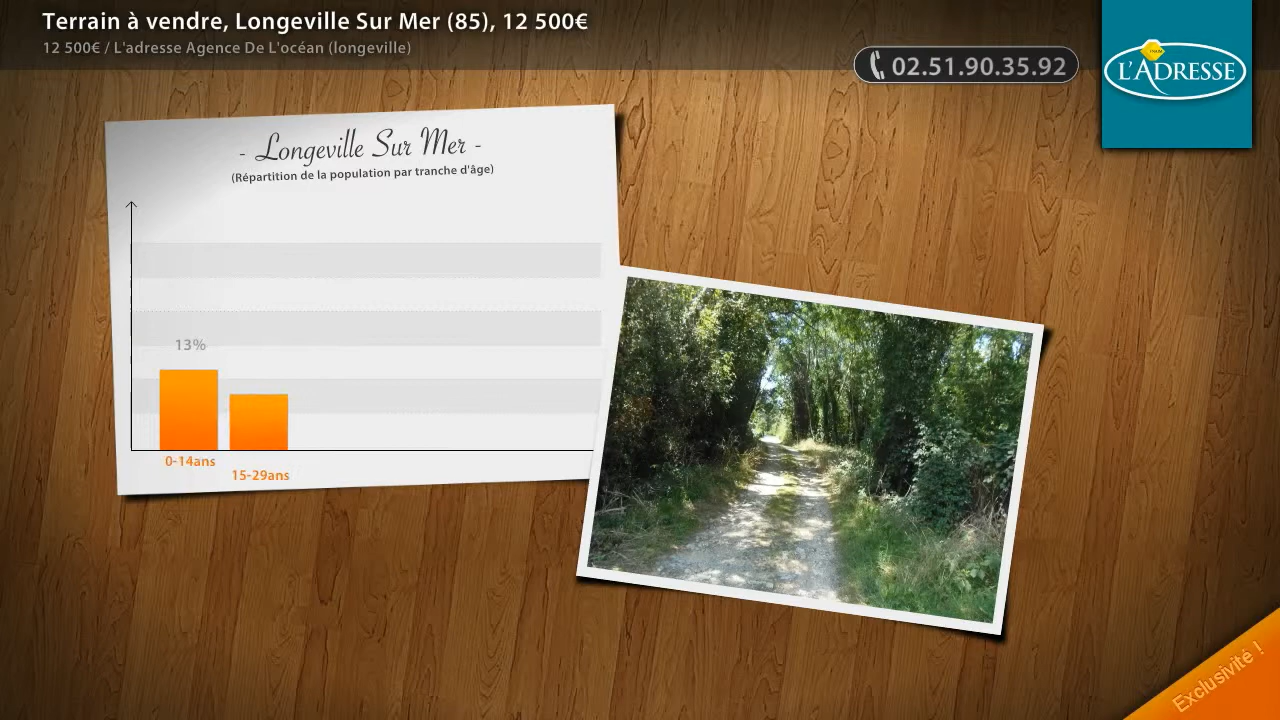 Terrain à vendre, Longeville Sur Mer (85), 12 500€
12 500€ / L'adresse Agence De L'océan (longeville)
02.51.90.35.92
L'ADRESSE
- Longeville Sur Mer -
(Répartition de la population par tranche d'âge)
13%
0-14ans
15-29ans
Exclusivité !